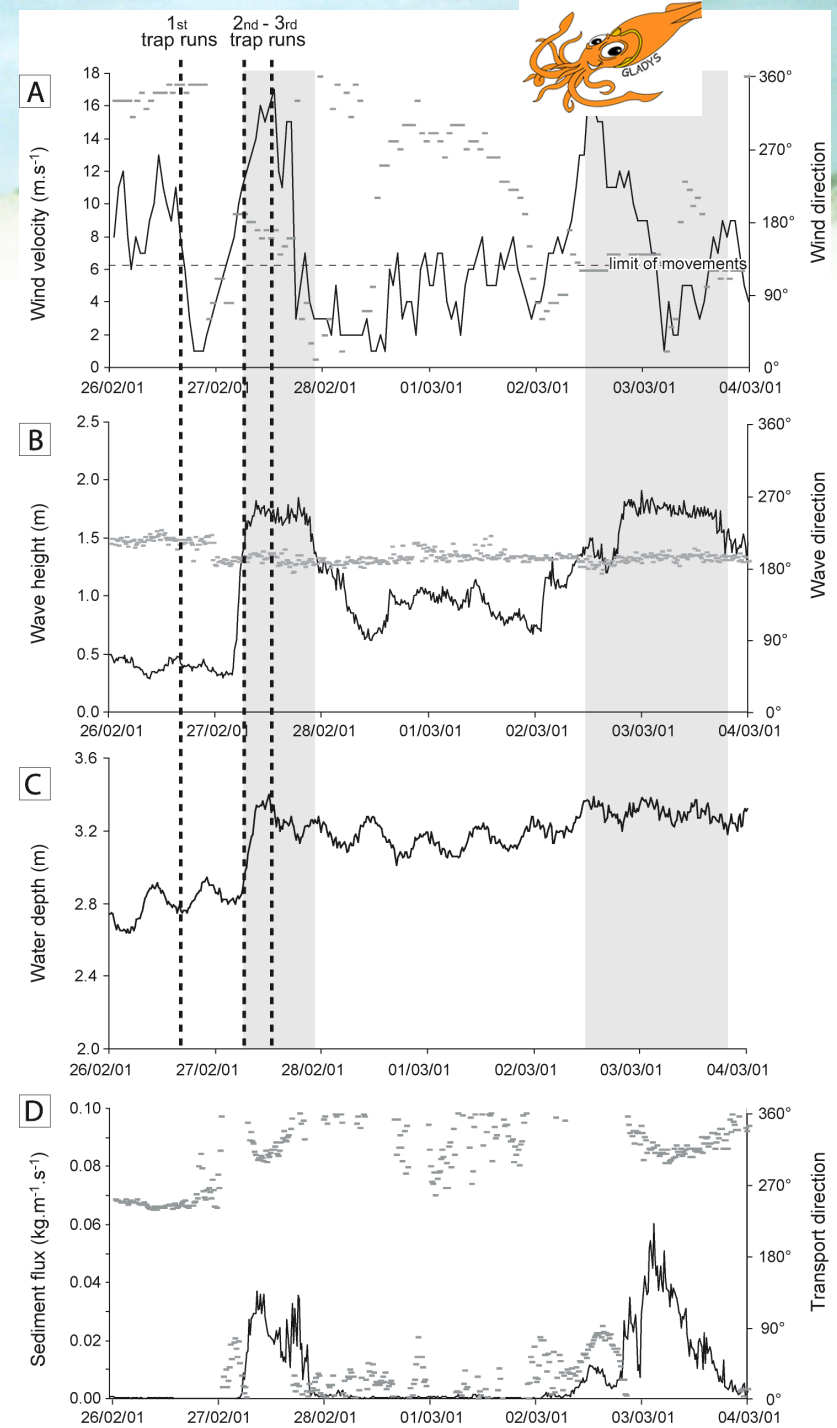 1st
trap runs
2nd - 3rd
trap runs
GLADYS
A
Wind velocity (m.s-1)
18
16
14
12
10
8
6
4
2
0
limit of movements
360°
270°
180°
90°
0°
Wind direction
26/02/01 27/02/01 28/02/01 01/03/01 02/03/01 03/03/01 04/03/01
B
Wave height (m)
2.5
2.0
1.5
1.0
0.5
0.0
360°
270°
180°
90°
0°
Wave direction
26/02/01 27/02/01 28/02/01 01/03/01 02/03/01 03/03/01 04/03/01
C
Water depth (m)
3.6
3.2
2.8
2.4
2.0
26/02/01 27/02/01 28/02/01 01/03/01 02/03/01 03/03/01 04/03/01
D
Sediment flux (kg.m-1.s-1)
0.10
0.08
0.06
0.04
0.02
0.00
360°
270°
180°
90°
0°
Transport direction
26/02/01 27/02/01 28/02/01 01/03/01 02/03/01 03/03/01 04/03/01